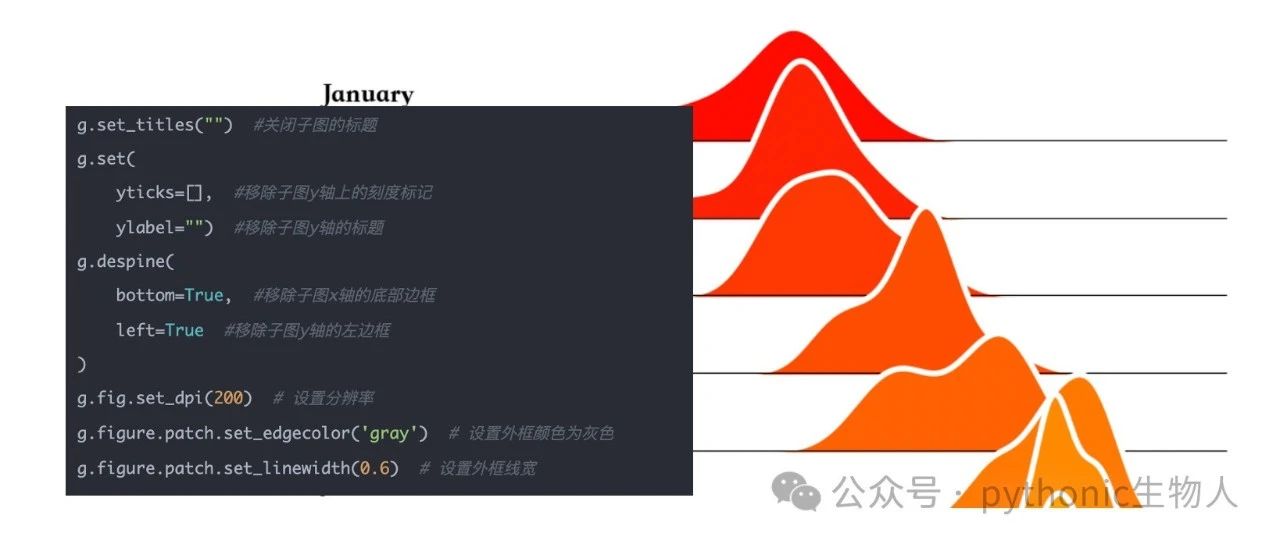 January
g.set_titles("")  #关闭子图的标题
g.set(
    yticks=[],  #移除子图y轴上的刻度标记
    ylabel="")  #移除子图y轴的标题
g.despine(
    bottom=True,  #移除子图x轴的底部边框
    left=True  #移除子图y轴的左边框
)
g.fig.set_dpi(200)  # 设置分辨率
g.figure.patch.set_edgecolor('gray')  # 设置外框颜色为灰色
g.figure.patch.set_linewidth(0.6)  # 设置外框线宽
公众号 · pythonic生物人